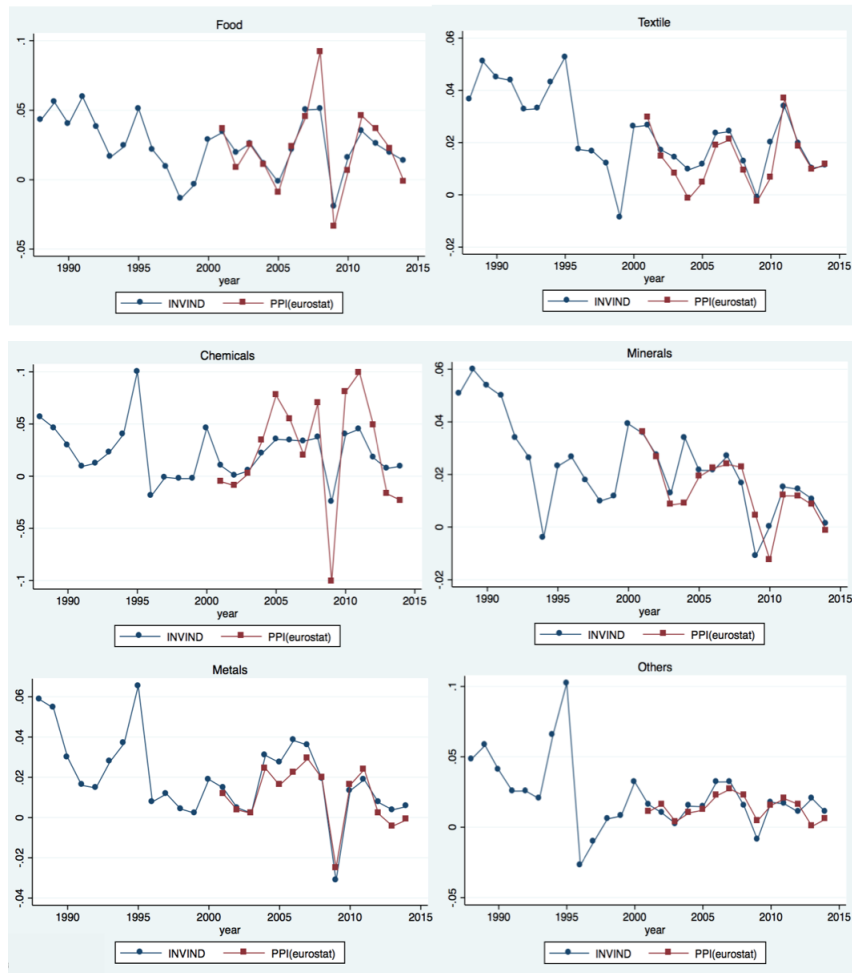 Food
.1
.05
0
-.05
1990 1995 2000 2005 2010 2015
year
INVIND PPI(eurostat)
Textile
.06
.04
.02
0
-.02
1990 1995 2000 2005 2010 2015
year
INVIND PPI(eurostat)
Chemicals
.1
.05
0
-.05
-.1
1990 1995 2000 2005 2010 2015
year
INVIND PPI(eurostat)
Minerals
.06
.04
.02
0
-.02
1990 1995 2000 2005 2010 2015
year
INVIND PPI(eurostat)
Metals
.06
.04
.02
0
-.02
-.04
1990 1995 2000 2005 2010 2015
year
INVIND PPI(eurostat)
Others
.1
.05
0
-.05
1990 1995 2000 2005 2010 2015
year
INVIND PPI(eurostat)